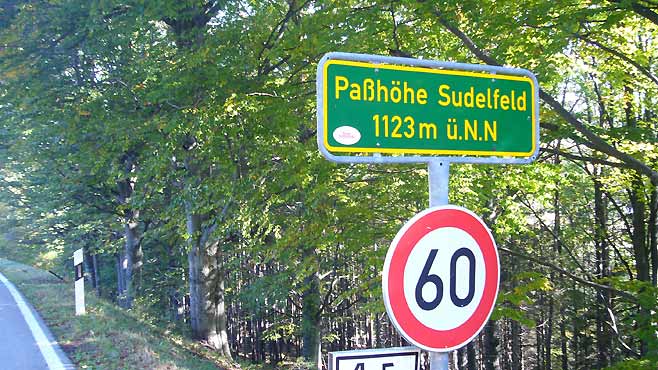 Paßhöhe Sudelfeld
1123m ü.N.N
60